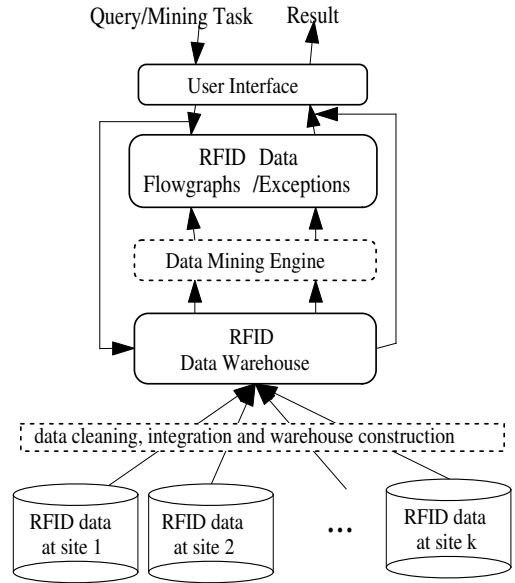 Query/Mining Task Result
User Interface
RFID Data
Flowgraphs /Exceptions
Data Mining Engine
RFID
Data Warehouse
data cleaning, integration and warehouse construction
RFID data
at site 1
RFID data
at site 2
...
RFID data
at site k